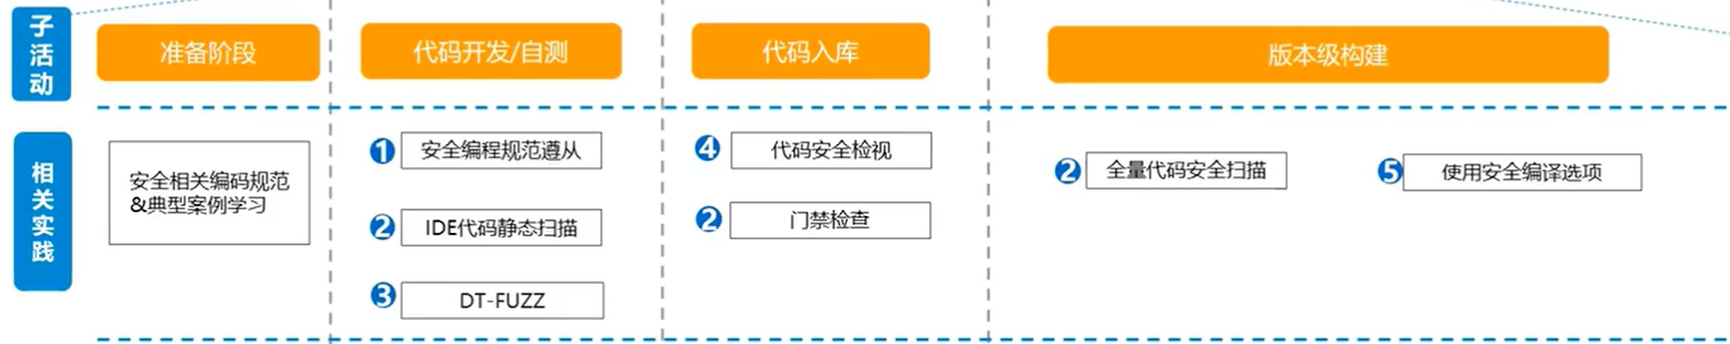 子活动
准备阶段
代码开发/自测
代码入库
版本级构建
相关实践
安全相关编码规范
&典型案例学习
1 安全编程规范遵从
2 IDE代码静态扫描
3 DT-FUZZ
4 代码安全检视
2 门禁检查
2 全量代码安全扫描
5 使用安全编译选项